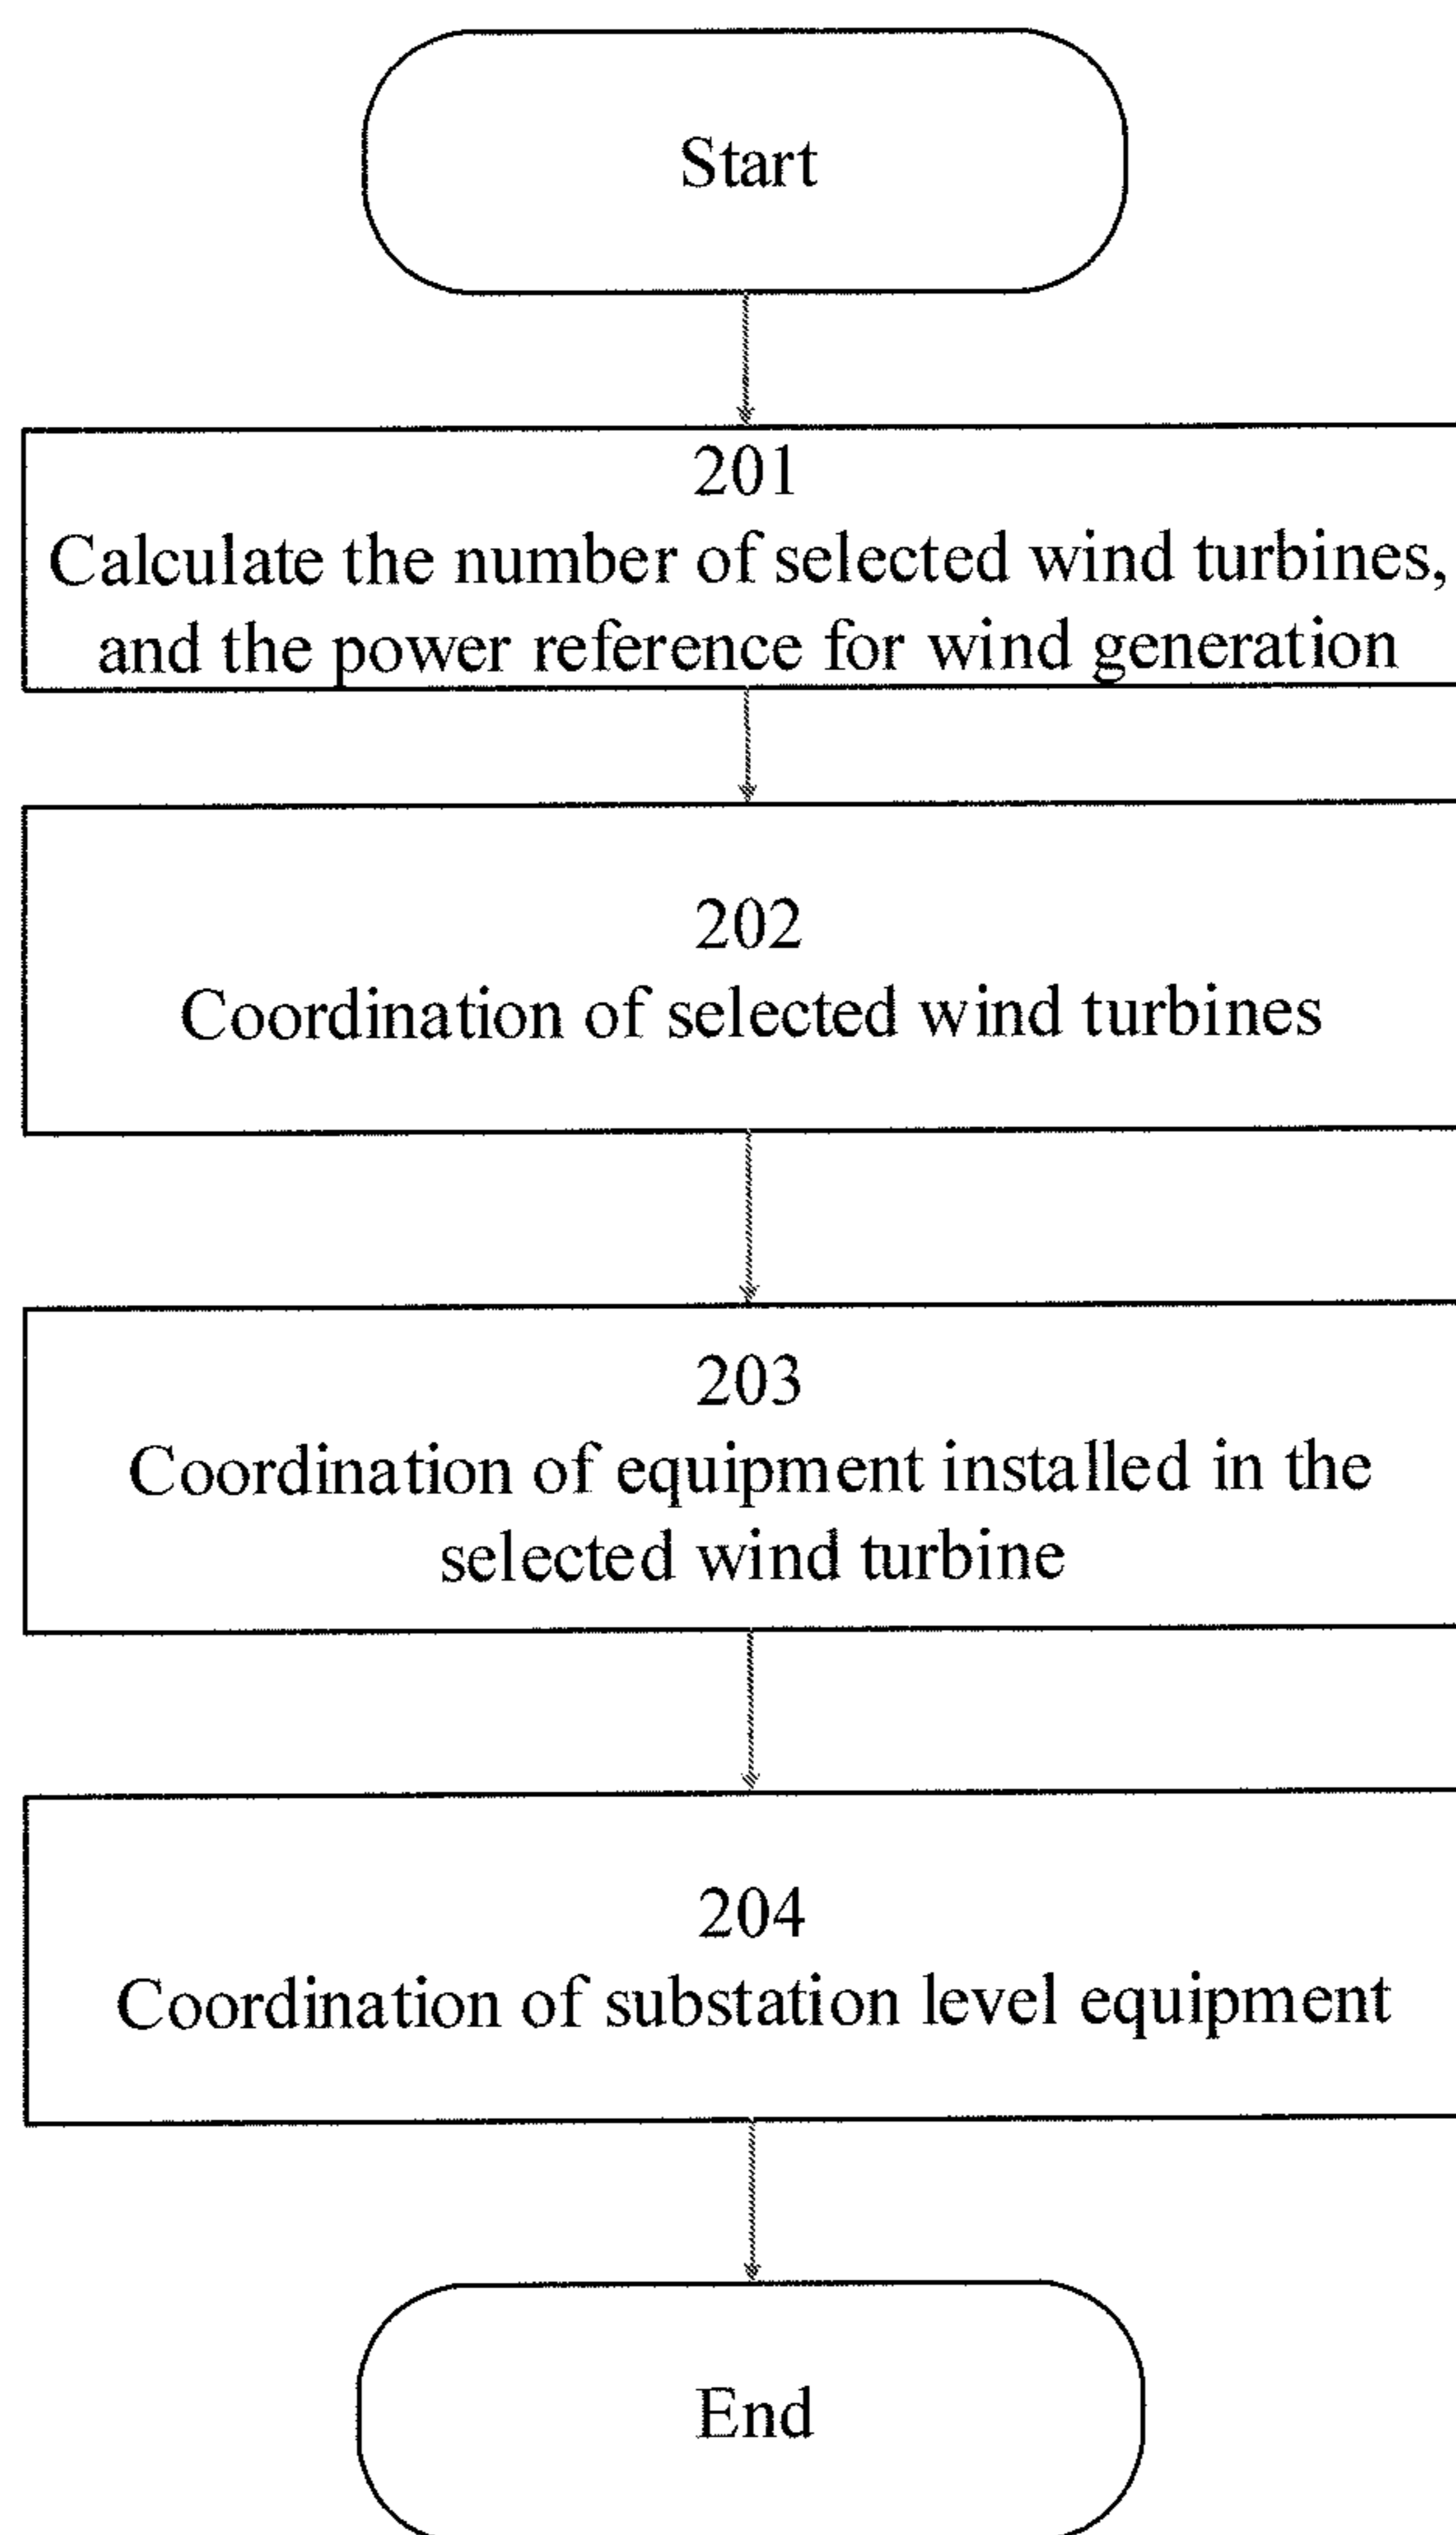 Start
201
Calculate the number of selected wind turbines,
and the power reference for wind generation
202
Coordination of selected wind turbines
203
Coordination of equipment installed in the
selected wind turbine
204
Coordination of substation level equipment
End